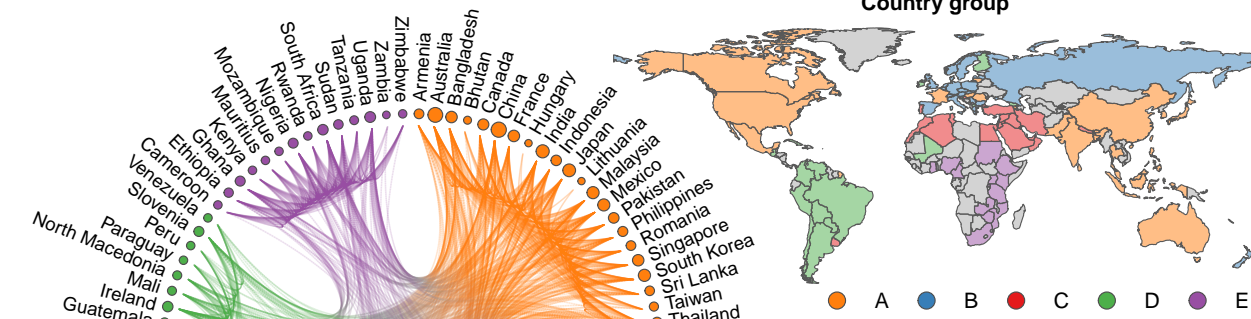 Country group
Guatemala
Ireland
Mali
North Macedonia
Paraguay
Peru
Slovenia
Venezuela
Cameroon
Ethiopia
Ghana
Kenya
Mauritius
Mozambique
Nigeria
Rwanda
South Africa
Sudan
Tanzania
Uganda
Zambia
Zimbabwe
Armenia
Australia
Bangladesh
Bhutan
Canada
China
France
Hungary
India
Indonesia
Japan
Lithuania
Malaysia
Mexico
Pakistan
Philippines
Romania
Singapore
South Korea
Sri Lanka
Taiwan
Thailand
A B C D E